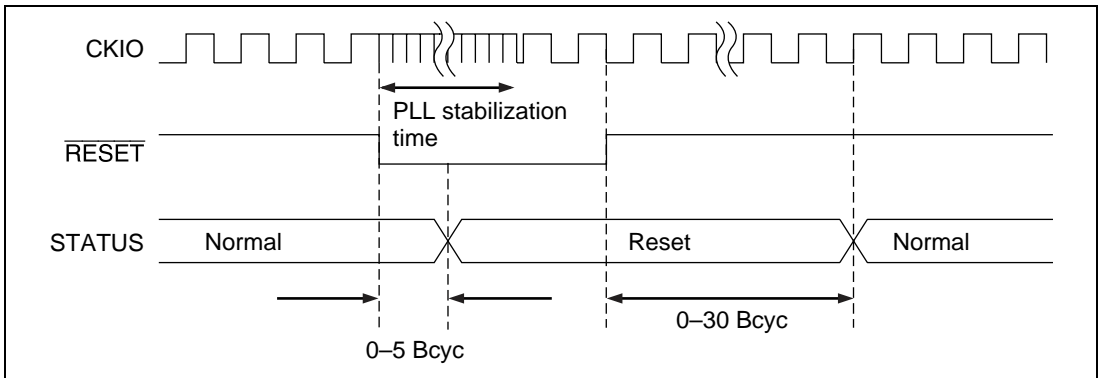 CKIO
PLL stabilization
time
RESET
STATUS
Normal
Reset
Normal
0–5 Bcyc
0–30 Bcyc